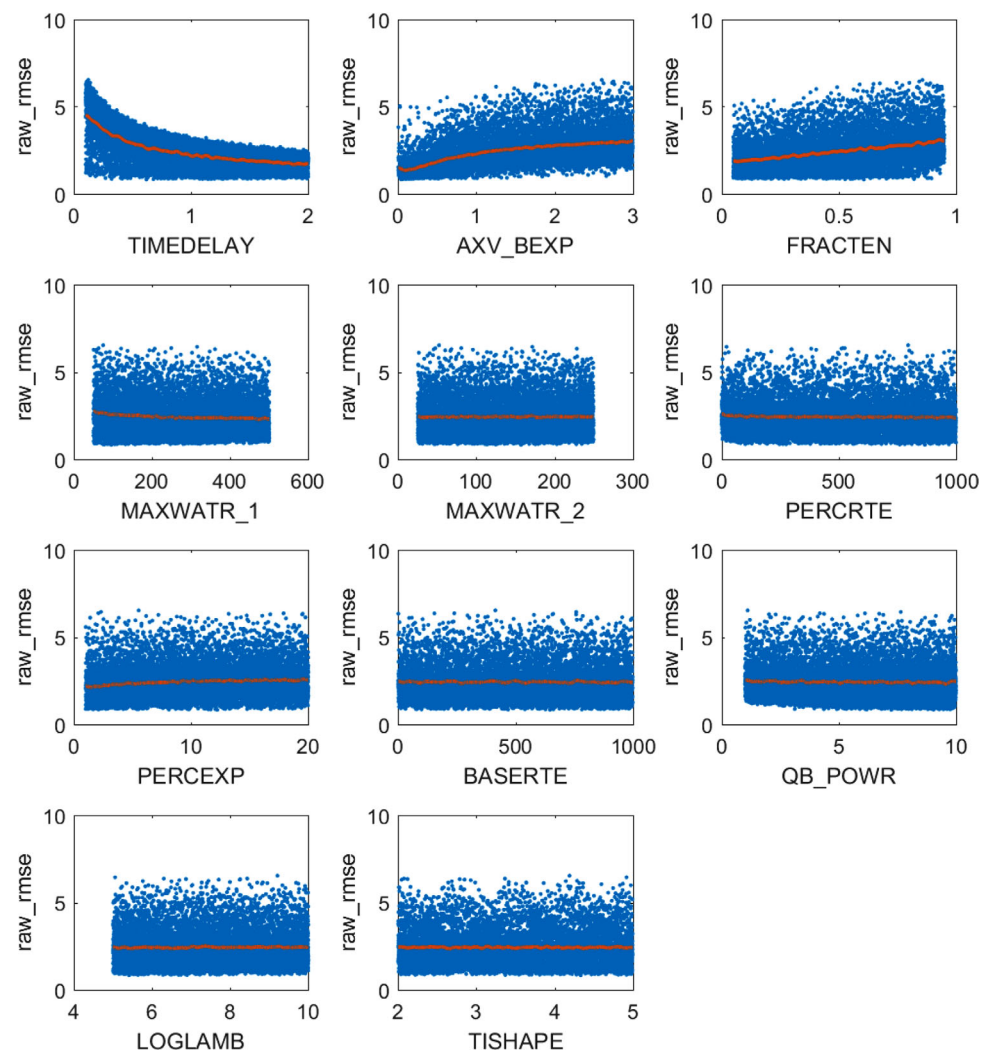 10 10 10
raw_rmse raw_rmse raw_rmse
5 5 5
0 0 0
0 1 2 0 1 2 3 0 0.5 1
TIMEDELAY AXV_BEXP FRACTEN
10 10 10
raw_rmse raw_rmse raw_rmse
5 5 5
0 0 0
0 200 400 600 0 100 200 300 0 500 1000
MAXWATR_1 MAXWATR_2 PERCRTE
10 10 10
raw_rmse raw_rmse raw_rmse
5 5 5
0 0 0
0 10 20 0 500 1000 0 5 10
PERCEXP BASERTE QB_POWR
10 10
raw_rmse raw_rmse
5 5
0 0
4 6 8 10 2 3 4 5
LOGLAMB TISHAPE